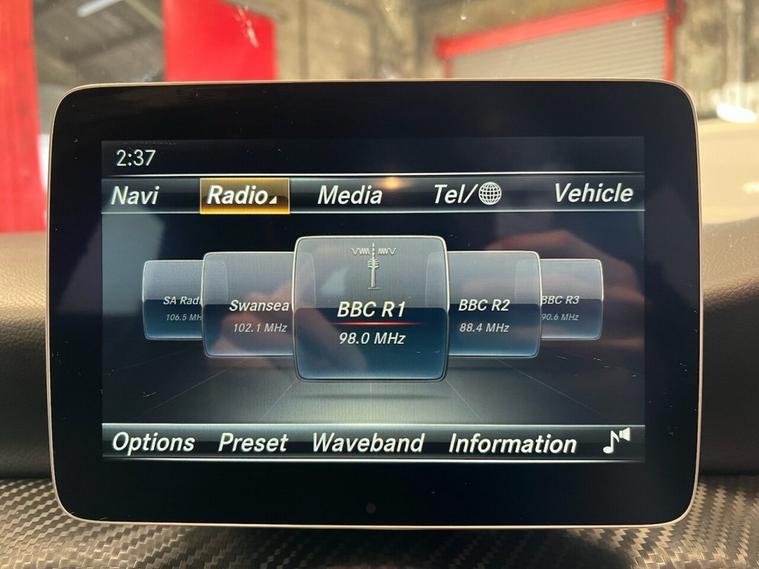 2:37
Navi Radio Media Tel/ Vehicle
SA Radi Swansea BBC R1 BBC R2 BBC R3
106.5 MH 102.1 MHz 98.0 MHz 88.4 MHz 90.6 MHz
Options Preset Waveband Information